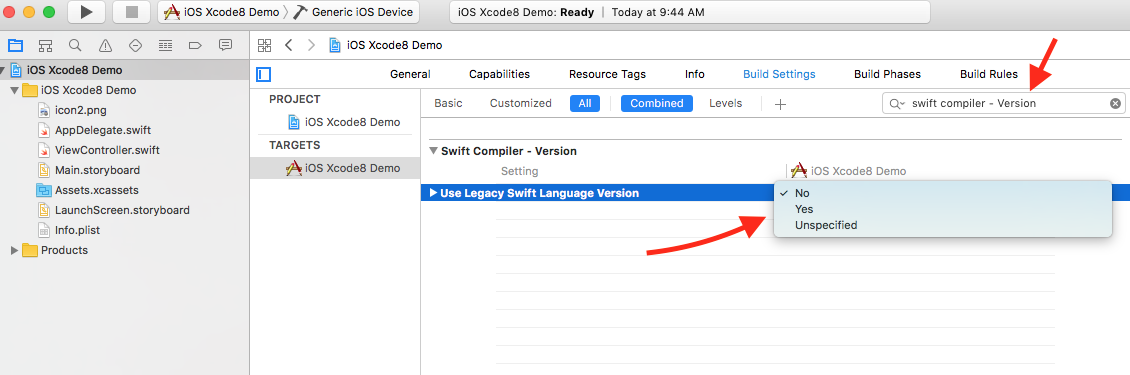 iOS Xcode8 Demo Generic iOS Device iOS Xcode8 Demo: Ready | Today at 9:44 AM
iOS Xcode8 Demo
iOS Xcode8 Demo
icon2.png
AppDelegate.swift
ViewController.swift
Main.storyboard
Assets.xcassets
LaunchScreen.storyboard
Info.plist
Products
iOS Xcode8 Demo
General Capabilities Resource Tags Info Build Settings Build Phases Build Rules
PROJECT
iOS Xcode8 Demo
TARGETS
iOS Xcode8 Demo
Basic Customized All Combined Levels + swift compiler - Version
Swift Compiler - Version
Setting iOS Xcode8 Demo
Use Legacy Swift Language Version
No
Yes
Unspecified